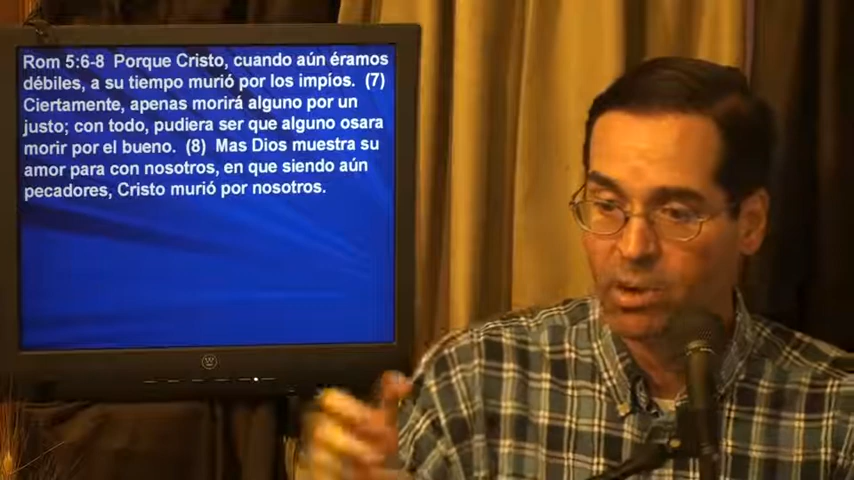 Rom 5:6-8 Porque Cristo, cuando aún éramos
débiles, a su tiempo murió por los impíos. (7)
Ciertamente, apenas morirá alguno por un
justo; con todo, pudiera ser que alguno osara
morir por el bueno. (8) Mas Dios muestra su
amor para con nosotros, en que siendo aún
pecadores, Cristo murió por nosotros.